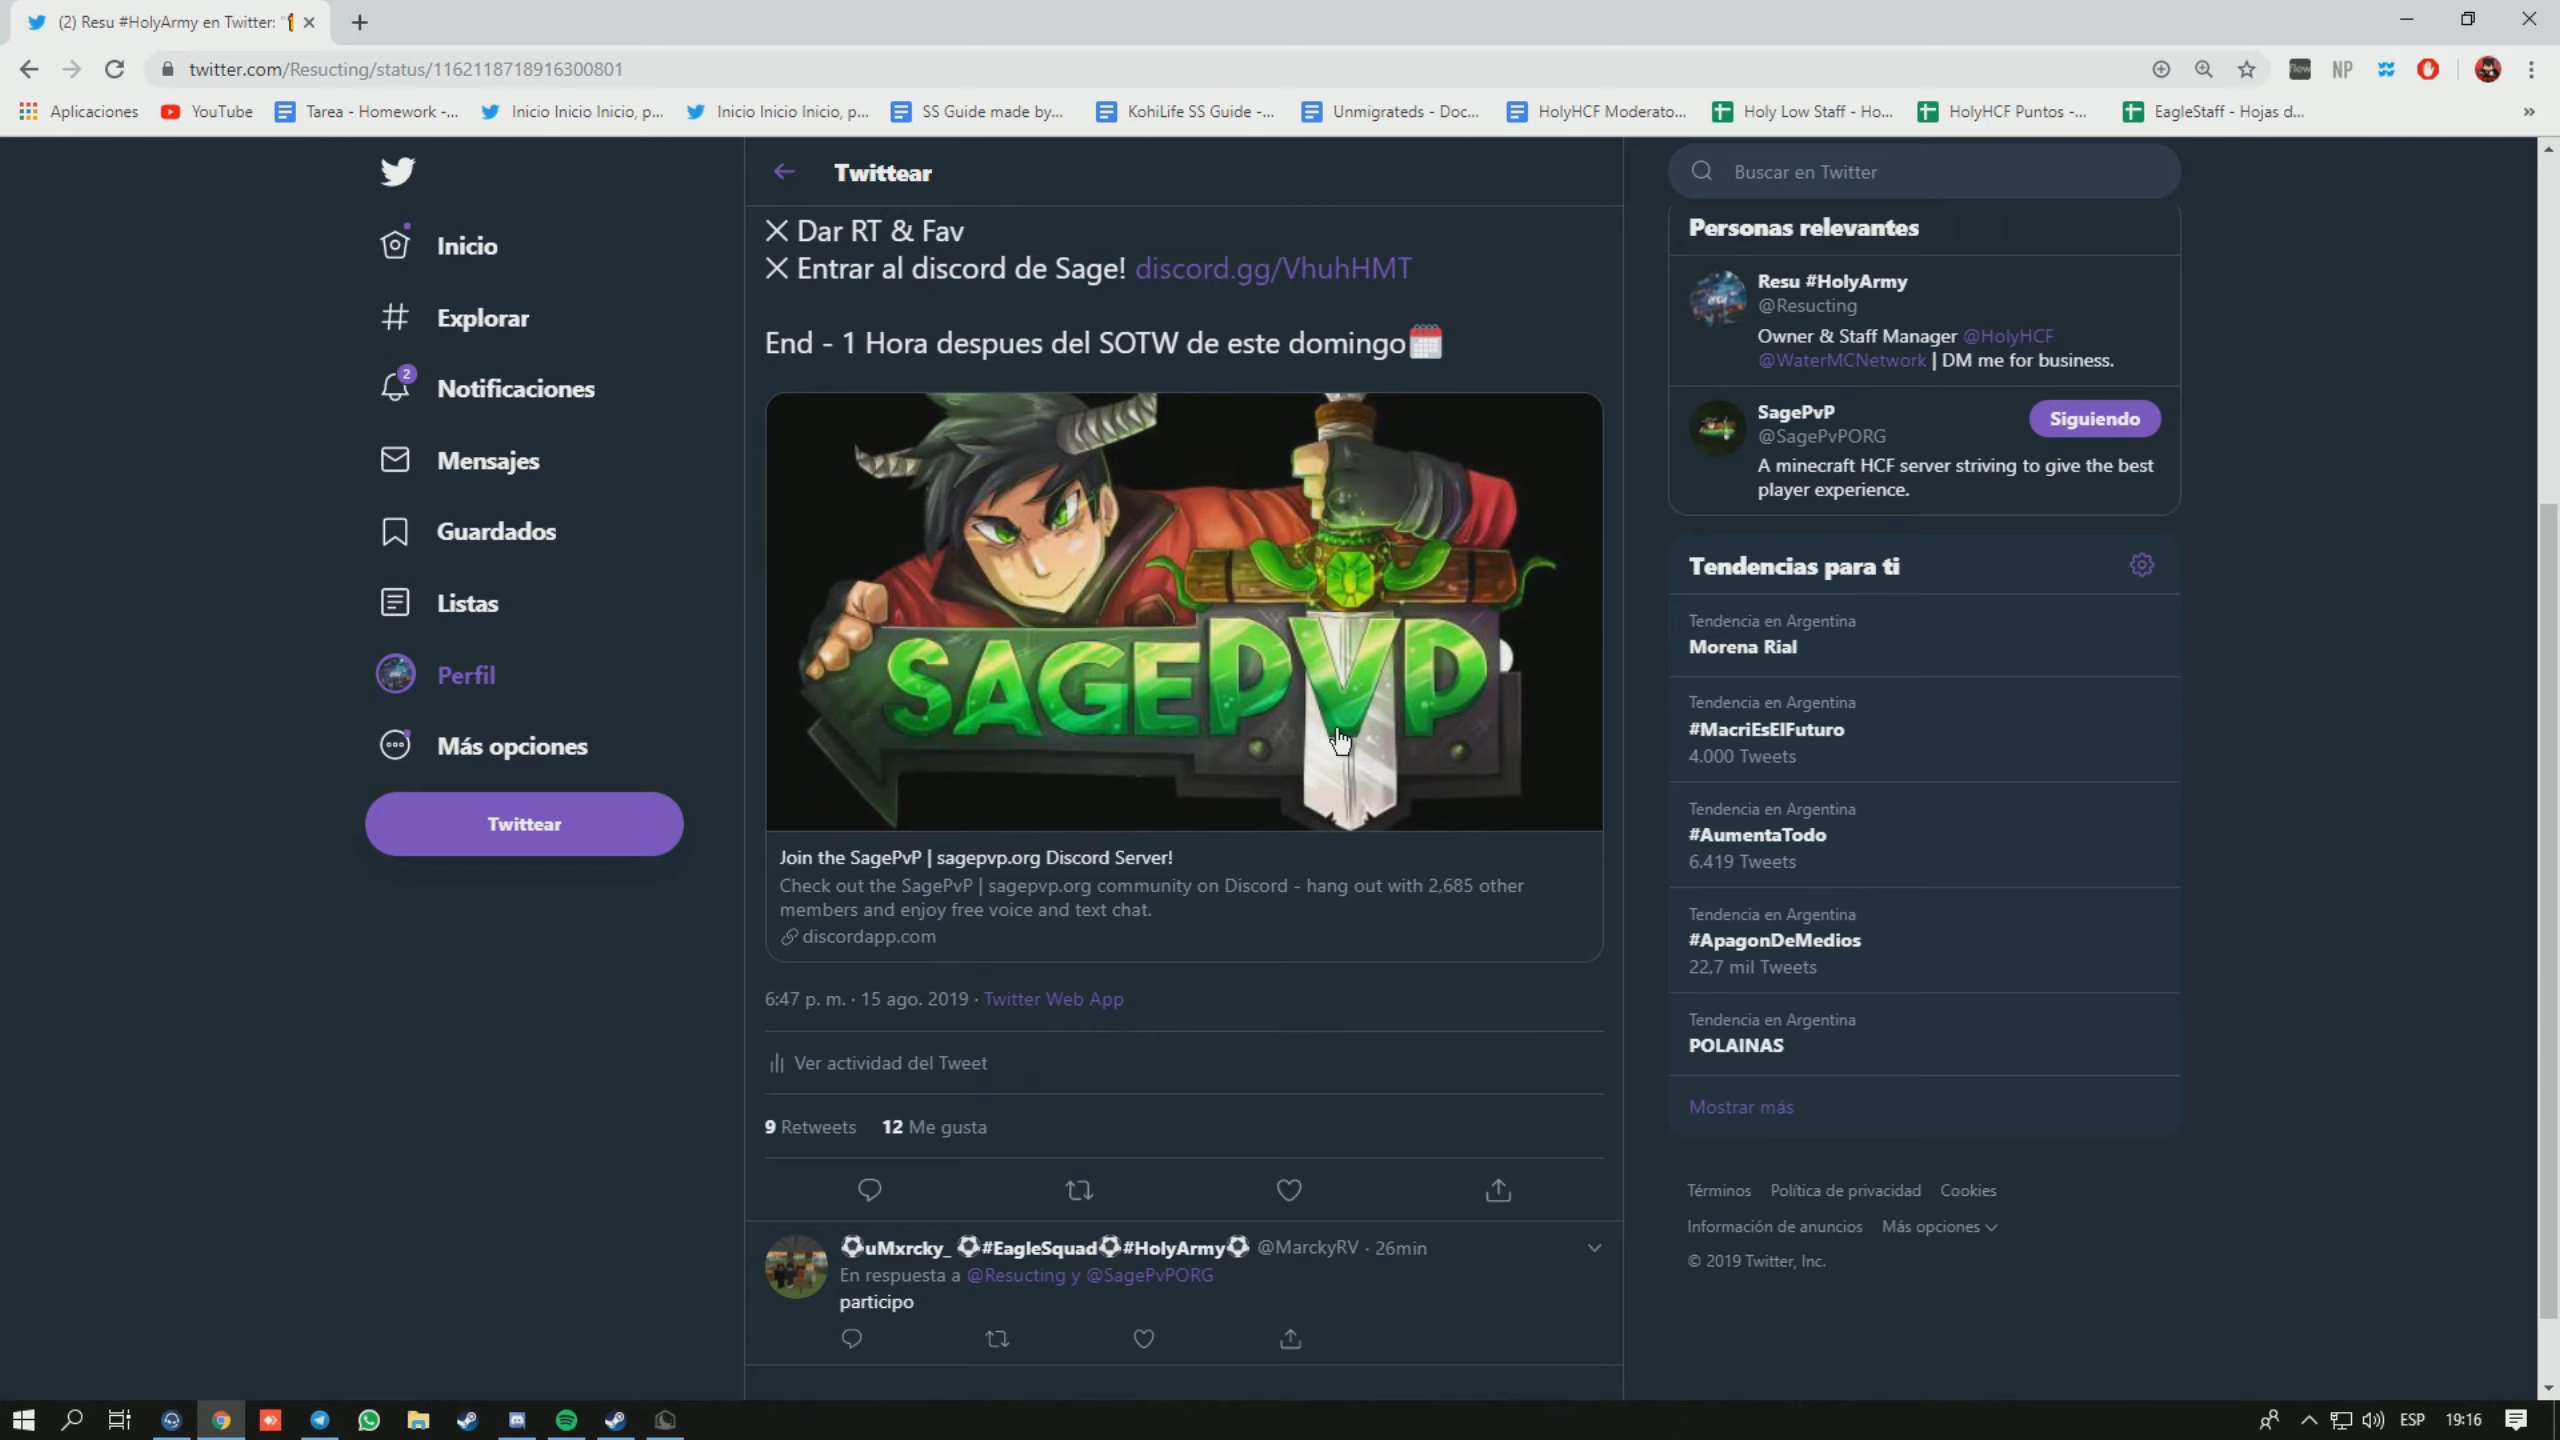 (2) Resu #HolyArmy en Twitter: "
twitter.com/Resucting/status/1162118718916300801
NP
Aplicaciones
YouTube
Tarea - Homework -...
Inicio Inicio Inicio, p...
Inicio Inicio Inicio, p...
SS Guide made by...
KohiLife SS Guide -...
Unmigrateds - Doc...
HolyHCF Moderato...
Holy Low Staff - Ho...
HolyHCF Puntos -...
EagleStaff - Hojas d...
Inicio
Explorar
2
Notificaciones
Mensajes
Guardados
Listas
Perfil
Más opciones
Twittear
Twittear
Dar RT & Fav
Entrar al discord de Sage! discord.gg/VhuhHMT
End - 1 Hora despues del SOTW de este domingo
SAGEPVP
Join the SagePvP | sagepvp.org Discord Server!
Check out the SagePvP | sagepvp.org community on Discord - hang out with 2,685 other
members and enjoy free voice and text chat.
discordapp.com
6:47 p. m. · 15 ago. 2019 · Twitter Web App
Ver actividad del Tweet
9 Retweets 12 Me gusta
uMxrcky_ #EagleSquad #HolyArmy @MarckyRV · 26min
En respuesta a @Resucting y @SagePvPORG
participo
Buscar en Twitter
Personas relevantes
Resu #HolyArmy
@Resucting
Owner & Staff Manager @HolyHCF
@WaterMCNetwork | DM me for business.
SagePvP
@SagePvPORG
Siguiendo
A minecraft HCF server striving to give the best
player experience.
Tendencias para ti
Tendencia en Argentina
Morena Rial
Tendencia en Argentina
#MacriEsElFuturo
4.000 Tweets
Tendencia en Argentina
#AumentaTodo
6.419 Tweets
Tendencia en Argentina
#ApagonDeMedios
22,7 mil Tweets
Tendencia en Argentina
POLAINAS
Mostrar más
Términos Política de privacidad Cookies
Información de anuncios Más opciones
© 2019 Twitter, Inc.
ESP
19:16